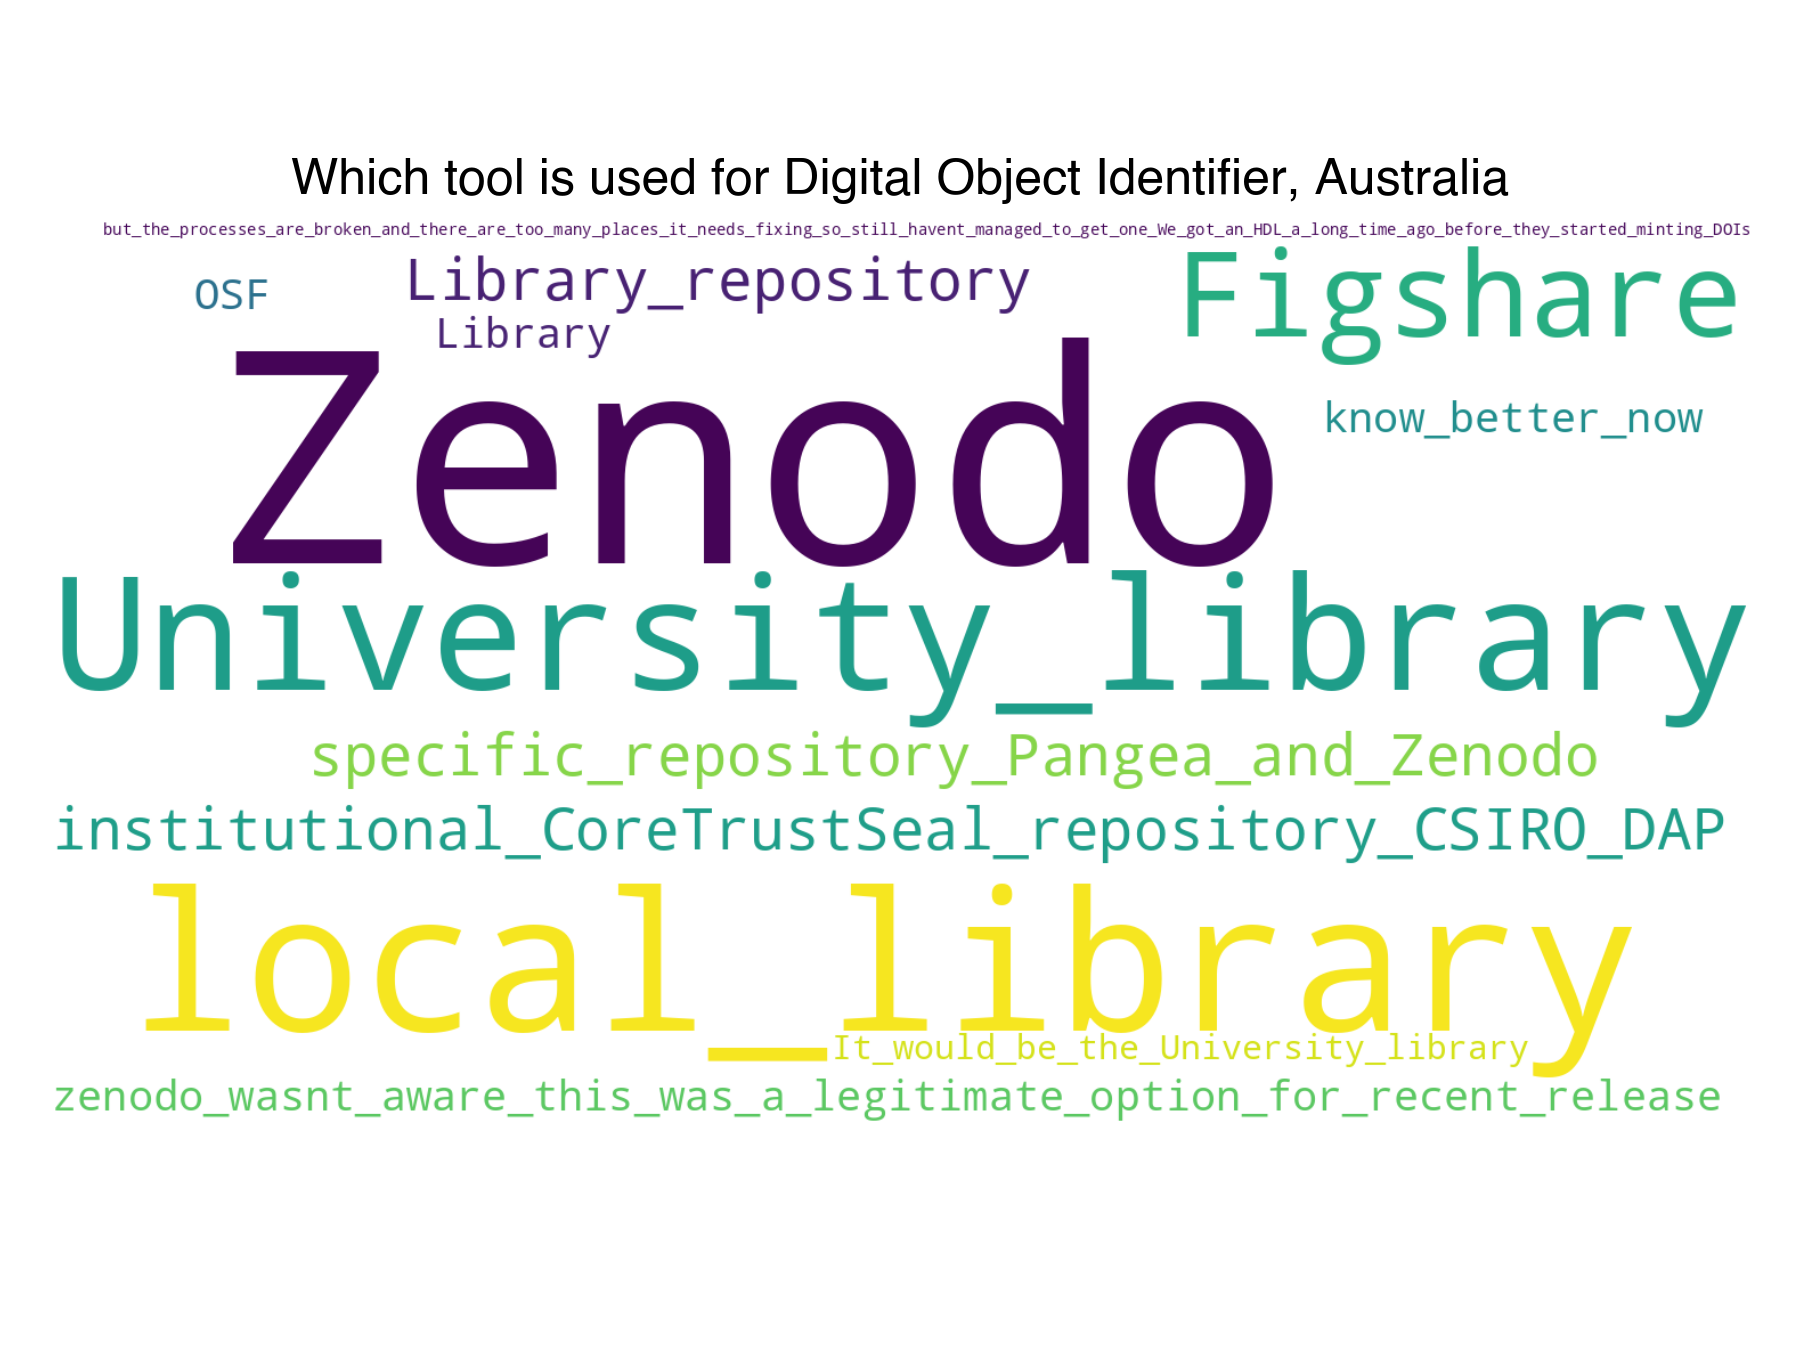 Which tool is used for Digital Object Identifier, Australia
but_the_processes_are_broken_and_there_are_too_many_places_it_needs_fixing_so_still_havent_managed_to_get_one_We_got_an_HDL_a_long_time_ago_before_they_started_minting_DOIs
OSF
Library_repository
Figshare
Library
Zenodo
know_better_now
University_library
specific_repository_Pangea_and_Zenodo
institutional_CoreTrustSeal_repository_CSIRO_DAP
local_library
It_would_be_the_University_library
zenodo_wasnt_aware_this_was_a_legitimate_option_for_recent_release